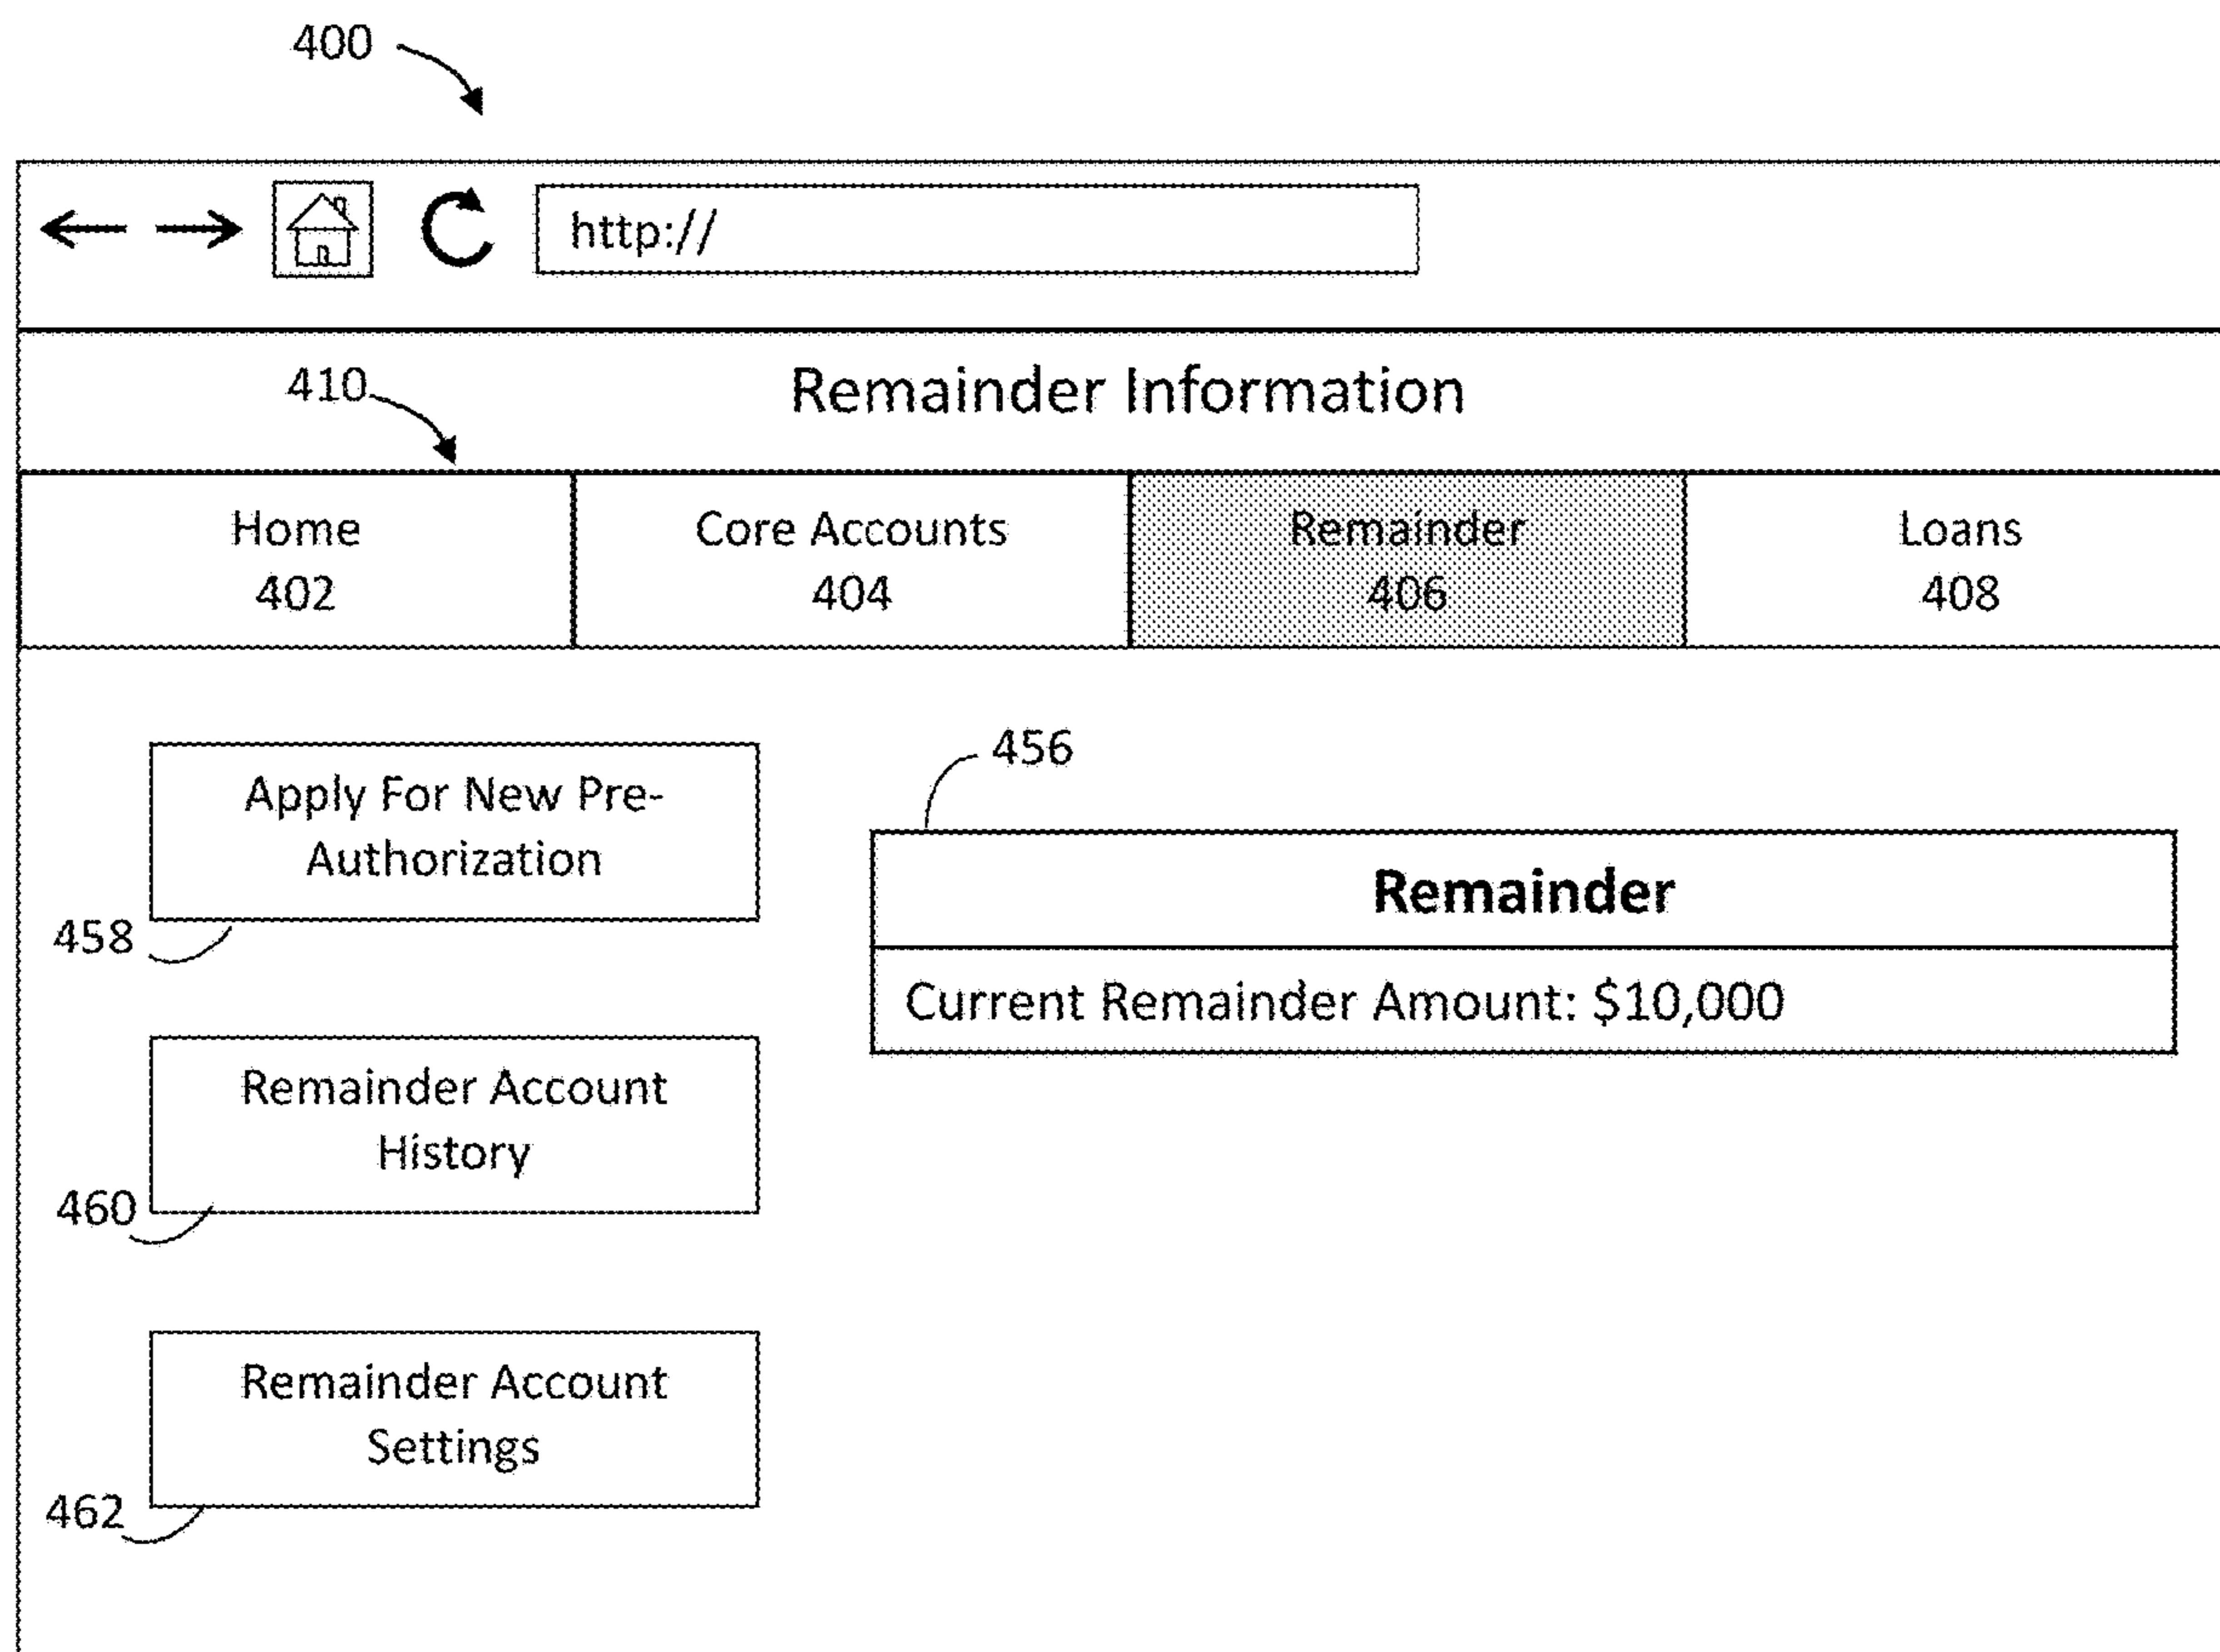 400
http://
410
Remainder Information
Home
402
Core Accounts
404
Remainder
406
Loans
408
Apply For New Pre-
Authorization
458
456
Remainder
Current Remainder Amount: $10,000
Remainder Account
History
460
Remainder Account
Settings
462